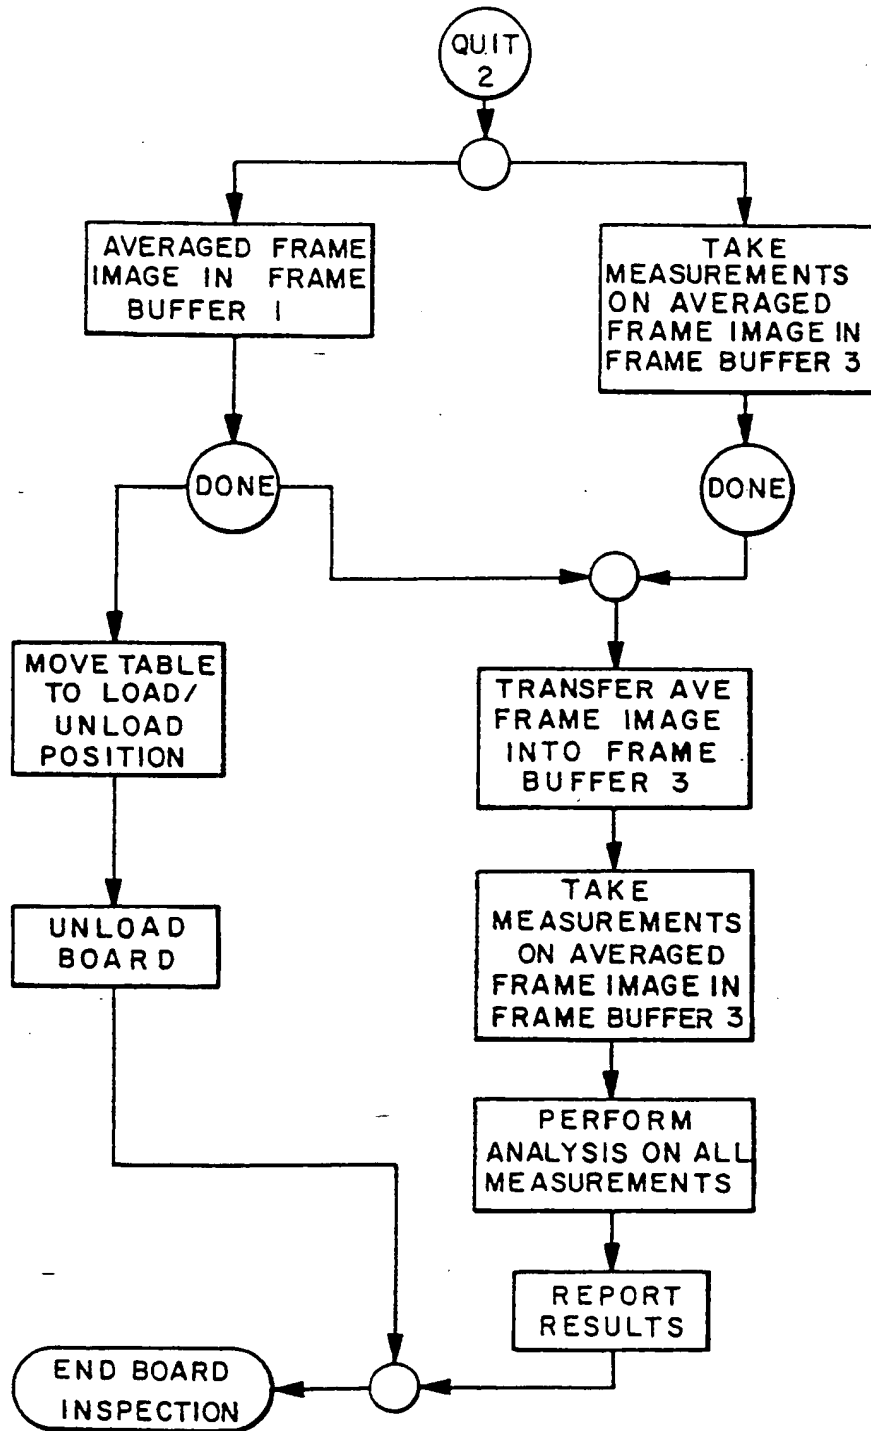 QUIT
2
AVERAGED FRAME
IMAGE IN FRAME
BUFFER 1
TAKE
MEASUREMENTS
ON AVERAGED
FRAME IMAGE IN
FRAME BUFFER 3
DONE
DONE
MOVE TABLE
TO LOAD/
UNLOAD
POSITION
TRANSFER AVE
FRAME IMAGE
INTO FRAME
BUFFER 3
UNLOAD
BOARD
TAKE
MEASUREMENTS
ON AVERAGED
FRAME IMAGE IN
FRAME BUFFER 3
PERFORM
ANALYSIS ON ALL
MEASUREMENTS
REPORT
RESULTS
END BOARD
INSPECTION